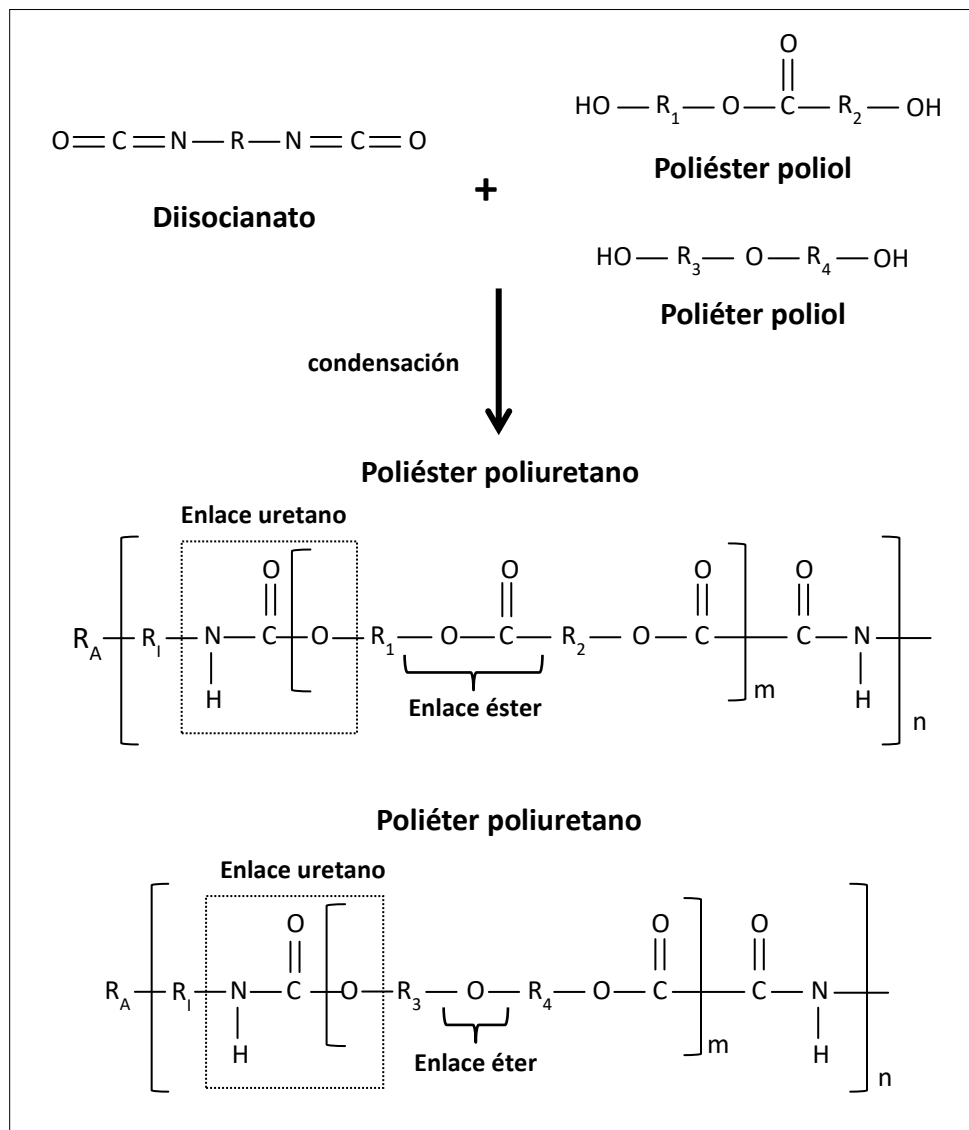 O
HO — R1 — O — C — R2 — OH
Poliéster poliol
O = C = N — R — N = C = O
Diisocianato
+
HO — R3 — O — R4 — OH
Poliéter poliol
condensación
Poliéster poliuretano
Enlace uretano
O O O O
RA RI N C O R1 O C R2 O C C N
H H
m
n
Enlace éster
Poliéter poliuretano
Enlace uretano
O O O
RA RI N C O R3 O R4 O C C N
H H
m
n
Enlace éter